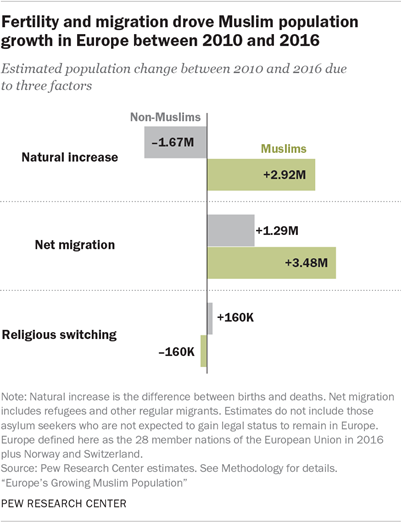 Fertility and migration drove Muslim population
growth in Europe between 2010 and 2016
Estimated population change between 2010 and 2016 due
to three factors
Non-Muslims
–1.67M
Muslims
Natural increase
+2.92M
+1.29M
Net migration
+3.48M
+160K
Religious switching
–160K
Note: Natural increase is the difference between births and deaths. Net migration
includes refugees and other regular migrants. Estimates do not include those
asylum seekers who are not expected to gain legal status to remain in Europe.
Europe defined here as the 28 member nations of the European Union in 2016
plus Norway and Switzerland.
Source: Pew Research Center estimates. See Methodology for details.
“Europe’s Growing Muslim Population”
PEW RESEARCH CENTER